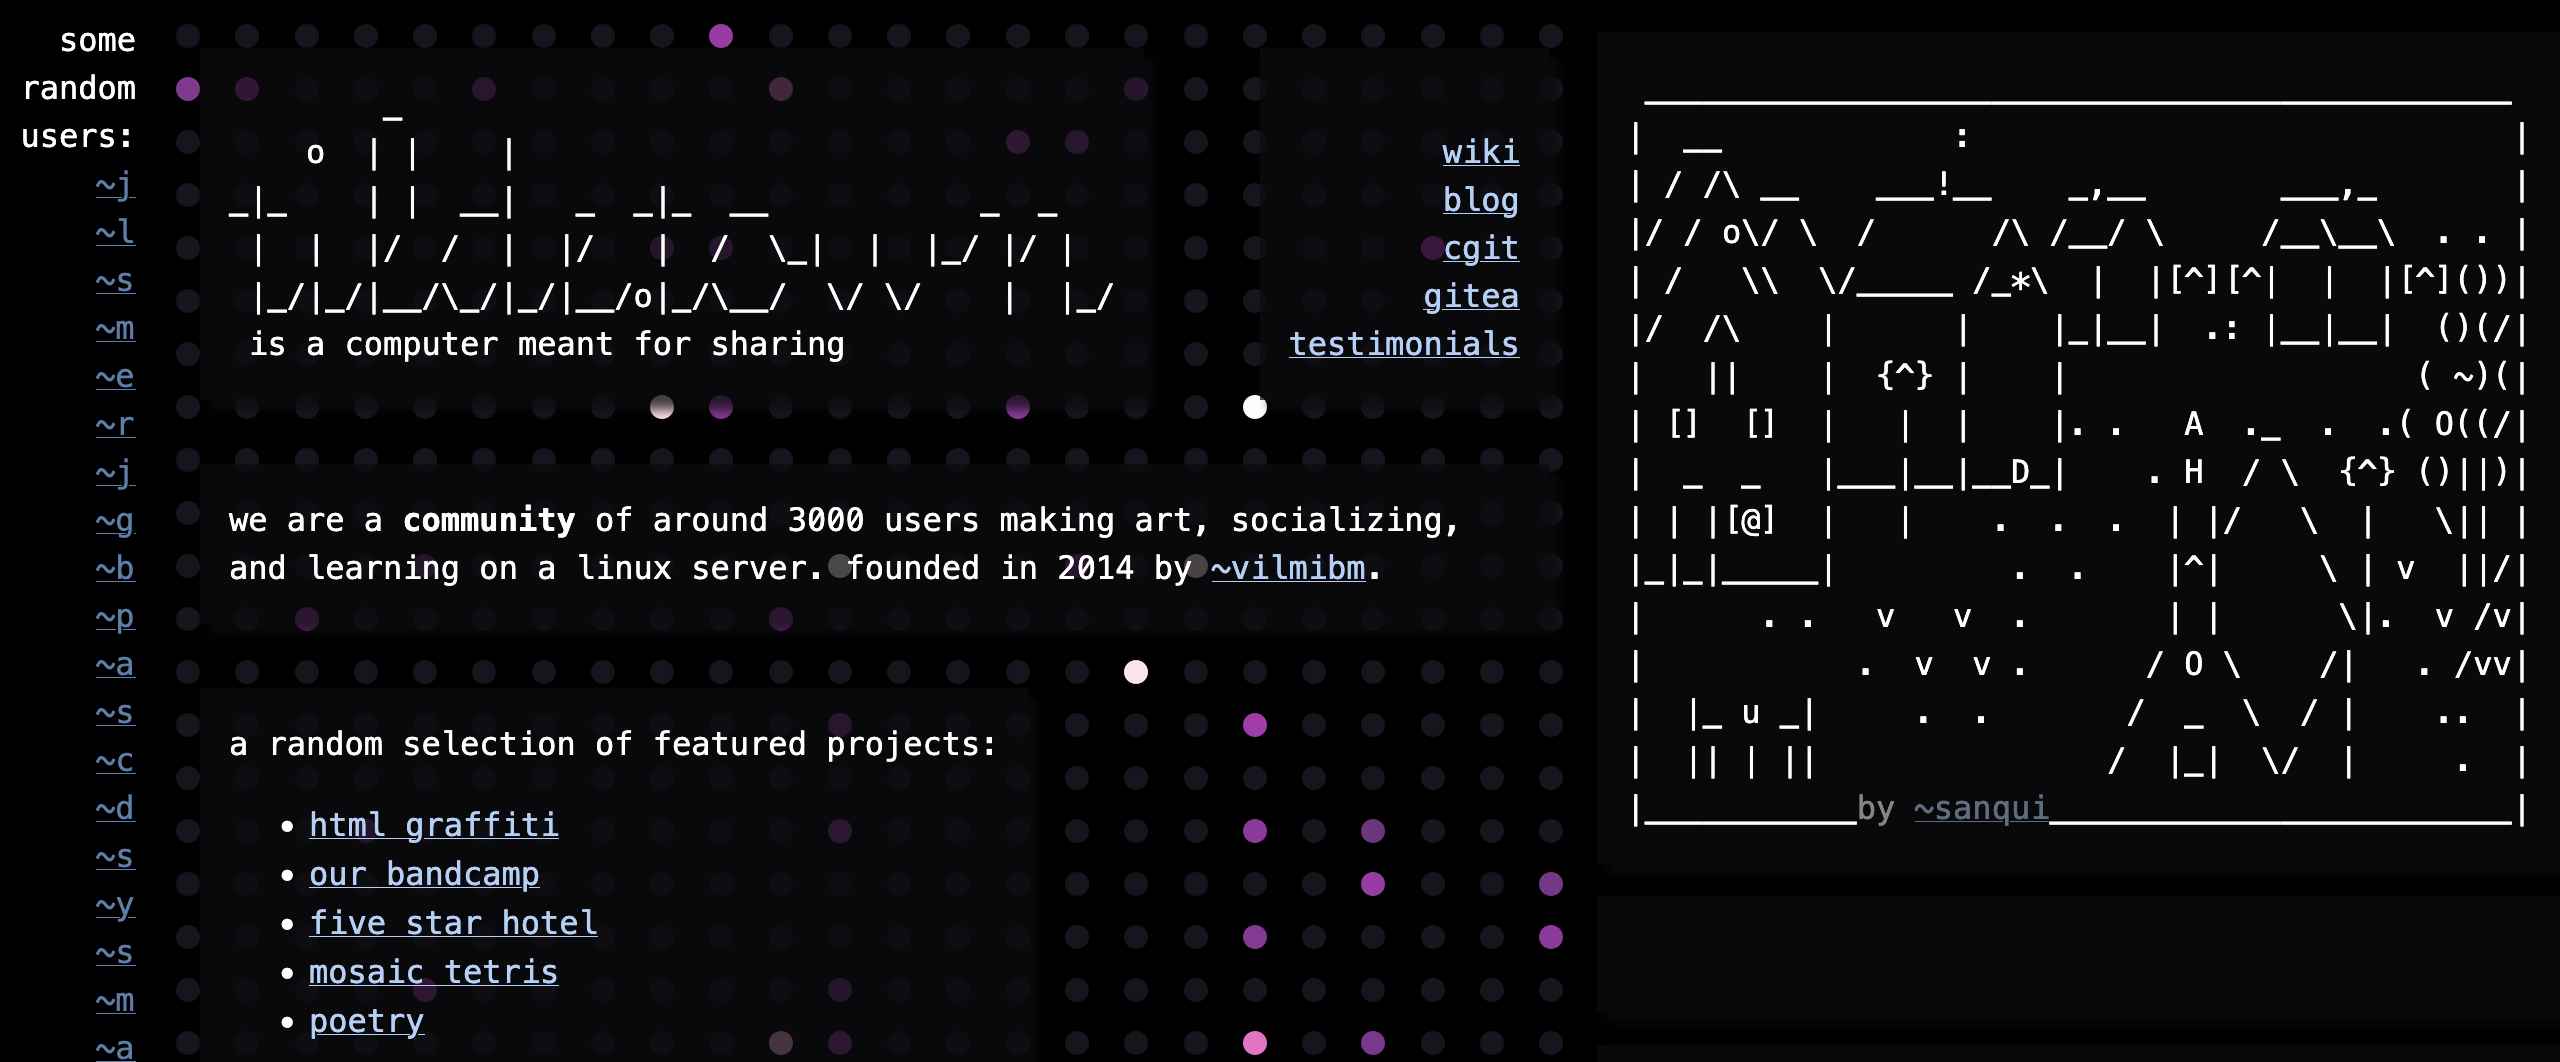 some
random
users:
~j
~l
~s
~m
~e
~r
~j
~g
~b
~p
~a
~s
~c
~d
~s
~y
~s
~m
~a
tilde.town
is a computer meant for sharing
wiki
blog
cgit
gitea
testimonials
we are a community of around 3000 users making art, socializing,
and learning on a linux server. founded in 2014 by ~vilmibm.
a random selection of featured projects:
html graffiti
our bandcamp
five star hotel
mosaic tetris
poetry
by ~sanqui